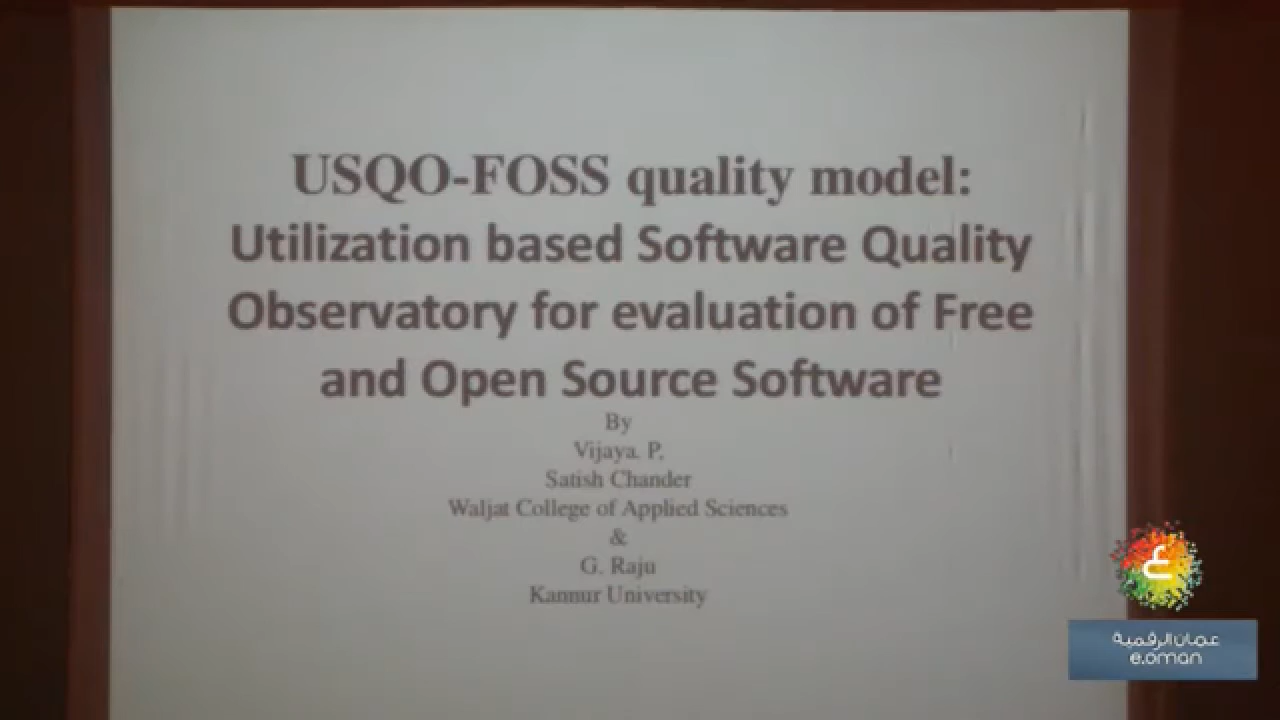 USQO-FOSS quality model:
Utilization based Software Quality
Observatory for evaluation of Free
and Open Source Software
By
Vijaya. P.
Satish Chander
Waljat College of Applied Sciences
&
G. Raju
Kannur University
ع
عمان الرقمية
e.oman